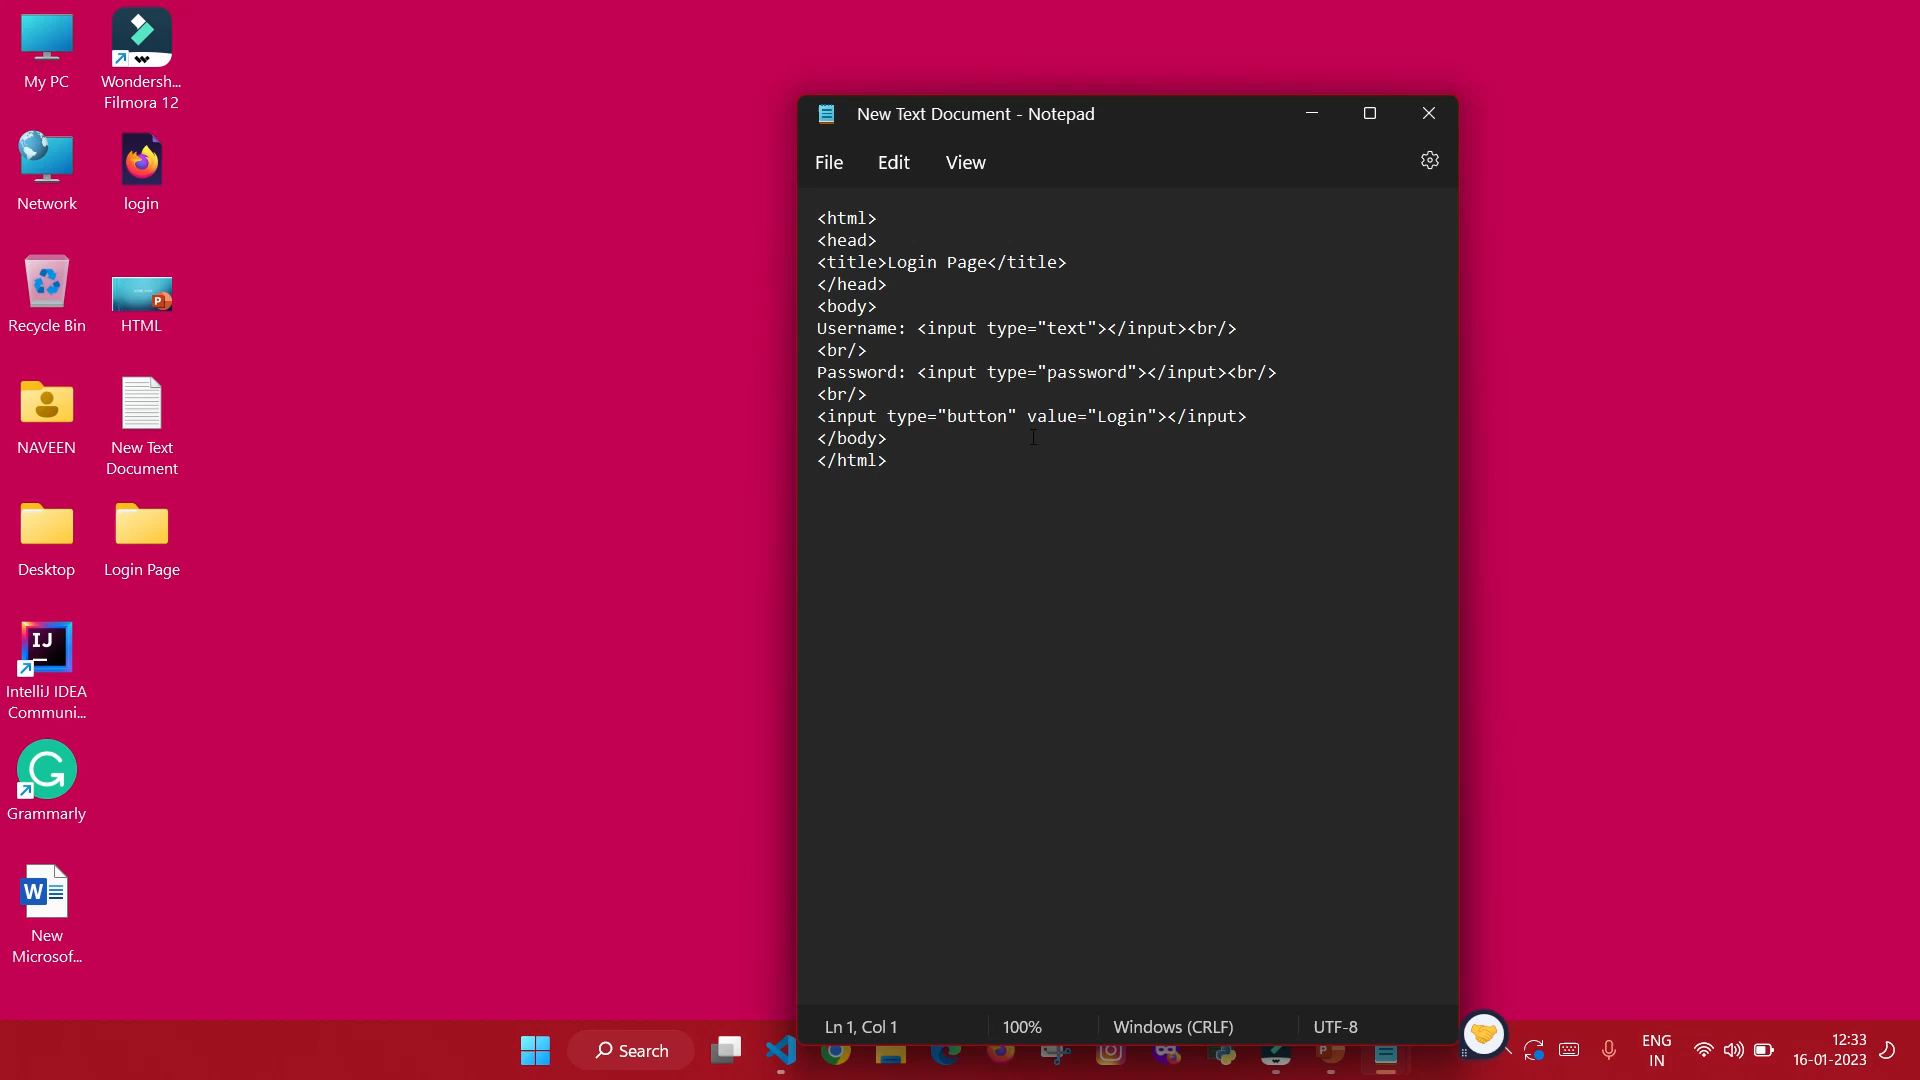 My PC
Wondersh...
Filmora 12
Network
login
Recycle Bin
HTML
NAVEEN
New Text
Document
Desktop
Login Page
IJ
IntelliJ IDEA
Communi...
G
Grammarly
W
New
Microsof...
New Text Document - Notepad
File Edit View
<html>
<head>
<title>Login Page</title>
</head>
<body>
Username: <input type="text"></input><br/>
<br/>
Password: <input type="password"></input><br/>
<br/>
<input type="button" value="Login"></input>
</body>
</html>
Ln 1, Col 1 100% Windows (CRLF) UTF-8
Search
ENG
IN
12:33
16-01-2023